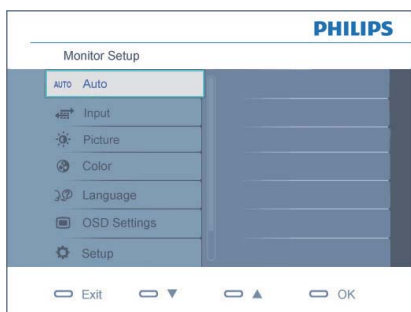 PHILIPS
Monitor Setup
AUTO Auto
Input
Picture
Color
Language
OSD Settings
Setup
Exit ▼ ▲ OK